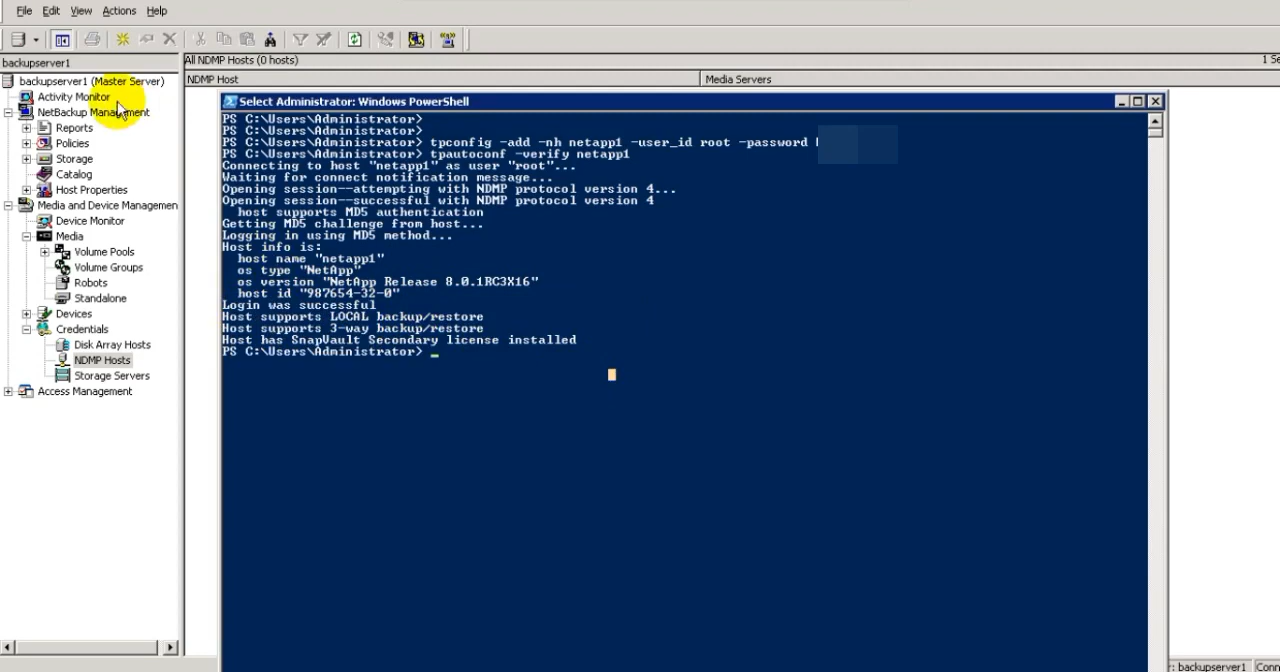 File Edit View Actions Help
backupserver1
All NDMP Hosts (0 hosts)
NDMP Host
Media Servers
backupserver1 (Master Server)
Activity Monitor
NetBackup Management
Reports
Policies
Storage
Catalog
Host Properties
Media and Device Managemen
Device Monitor
Media
Volume Pools
Volume Groups
Robots
Standalone
Devices
Credentials
Disk Array Hosts
NDMP Hosts
Storage Servers
Access Management
Select Administrator: Windows PowerShell
PS C:\Users\Administrator>
PS C:\Users\Administrator>
PS C:\Users\Administrator> tpconfig -add -nh netapp1 -user_id root -password
PS C:\Users\Administrator> tpautoconf -verify netapp1
Connecting to host "netapp1" as user "root"...
Waiting for connect notification message...
Opening session--attempting with NDMP protocol version 4...
Opening session--successful with NDMP protocol version 4
host supports MD5 authentication
Getting MD5 challenge from host...
Logging in using MD5 method...
Host info is:
host name "netapp1"
os type "NetApp"
os version "NetApp Release 8.0.1RC3X16"
host id "987654-32-0"
Login was successful
Host supports LOCAL backup/restore
Host supports 3-way backup/restore
Host has SnapVault Secondary license installed
PS C:\Users\Administrator>
: backupserver1